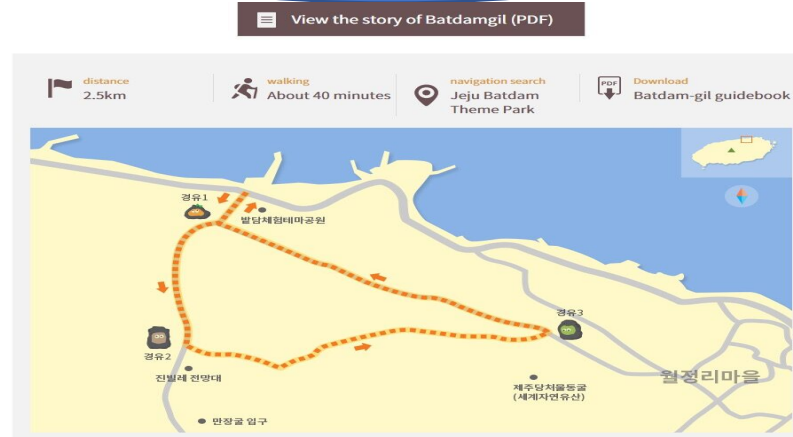 View the story of Batdamgil (PDF)
distance
2.5km
walking
About 40 minutes
navigation search
Jeju Batdam
Theme Park
PDF
Download
Batdam-gil guidebook
경유1
밭담체험테마공원
경유3
경유2
진빌레 전망대
제주당처물동굴
(세계자연유산)
월정리마을
만장굴 입구